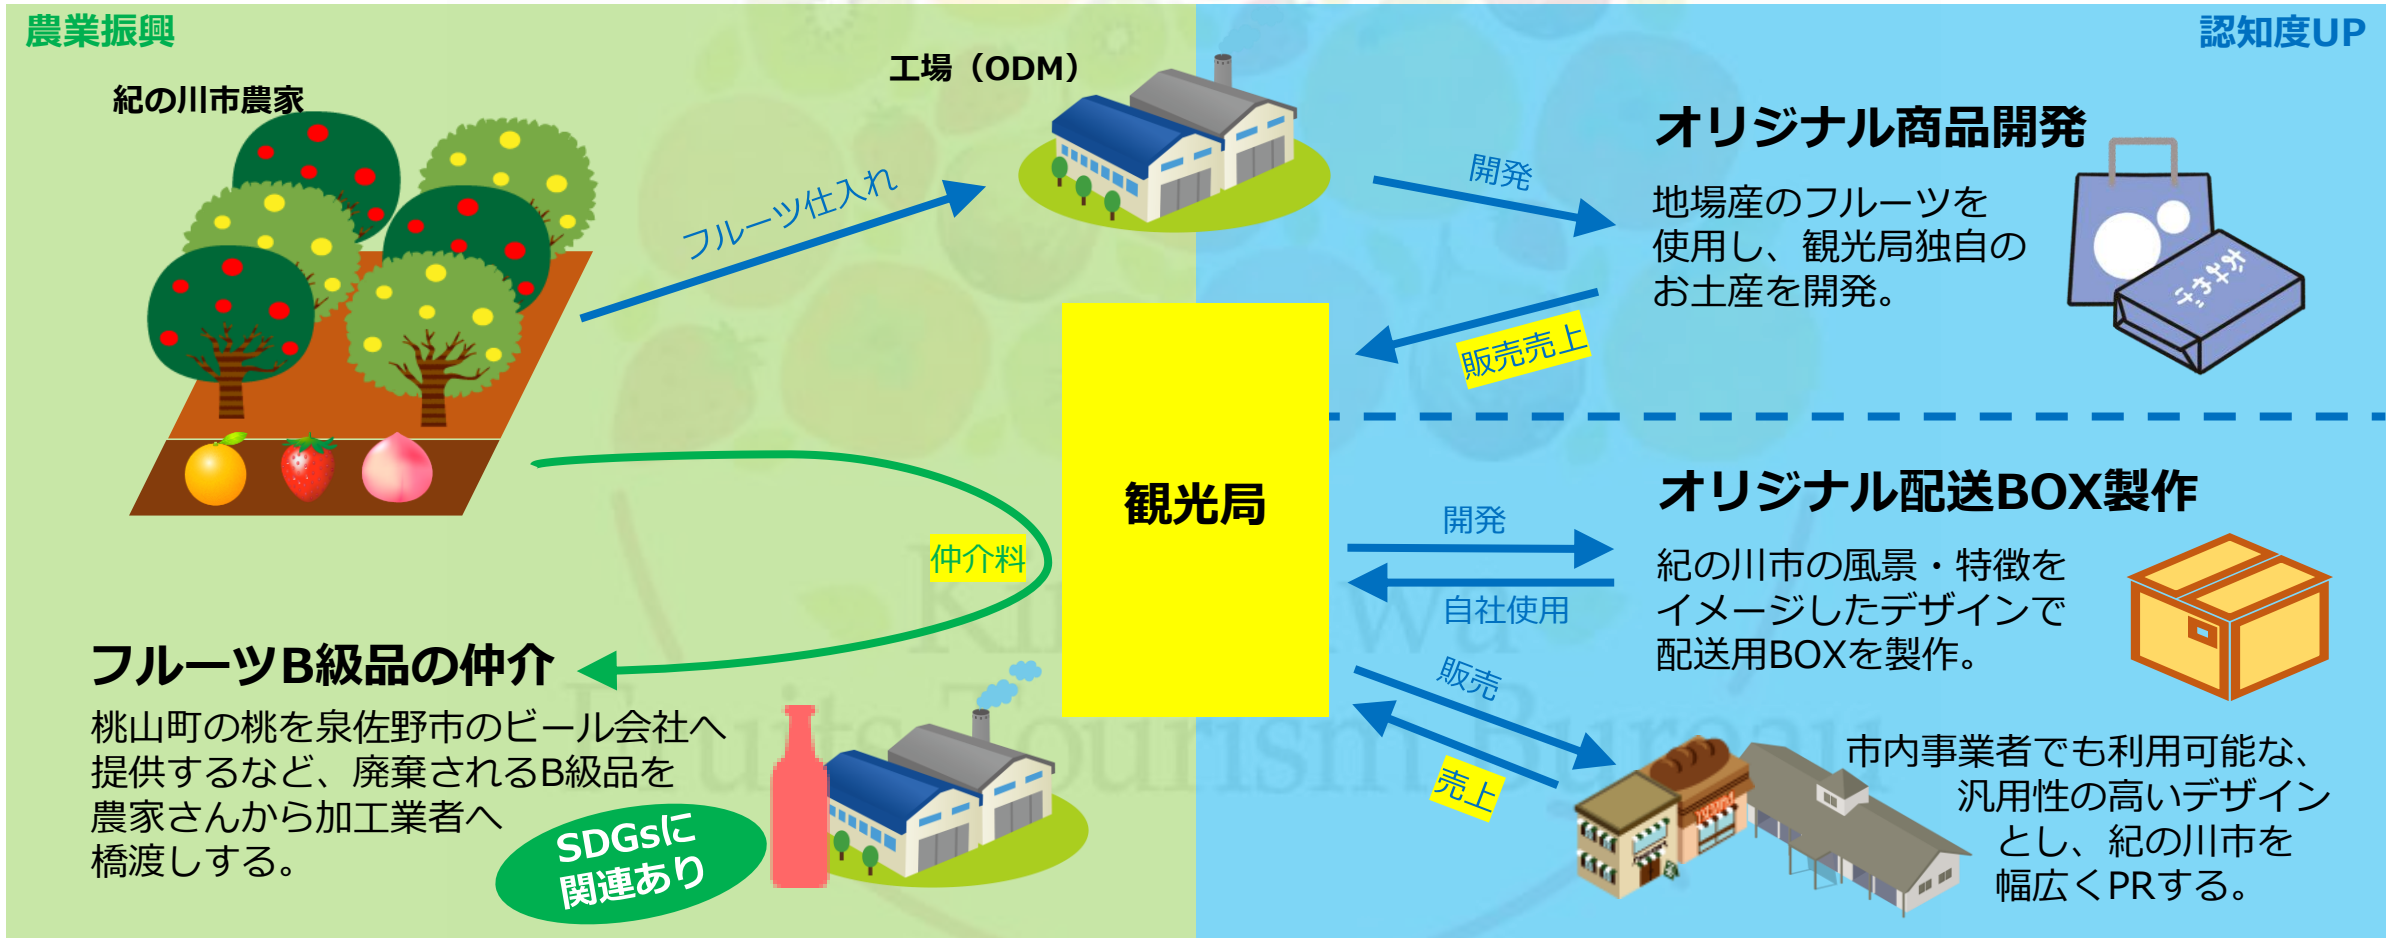 農業振興
認知度UP
紀の川市農家
工場（ODM）
フルーツ仕入れ
開発
オリジナル商品開発
地場産のフルーツを
使用し、観光局独自の
お土産を開発。
販売売上
観光局
仲介料
オリジナル配送BOX製作
紀の川市の風景・特徴を
イメージしたデザインで
配送用BOXを製作。
開発
自社使用
販売
売上
市内事業者でも利用可能な、
汎用性の高いデザイン
とし、紀の川市を
幅広くPRする。
フルーツB級品の仲介
桃山町の桃を泉佐野市のビール会社へ
提供するなど、廃棄されるB級品を
農家さんから加工業者へ
橋渡しする。
SDGsに
関連あり
Fruits Tourism Bureau